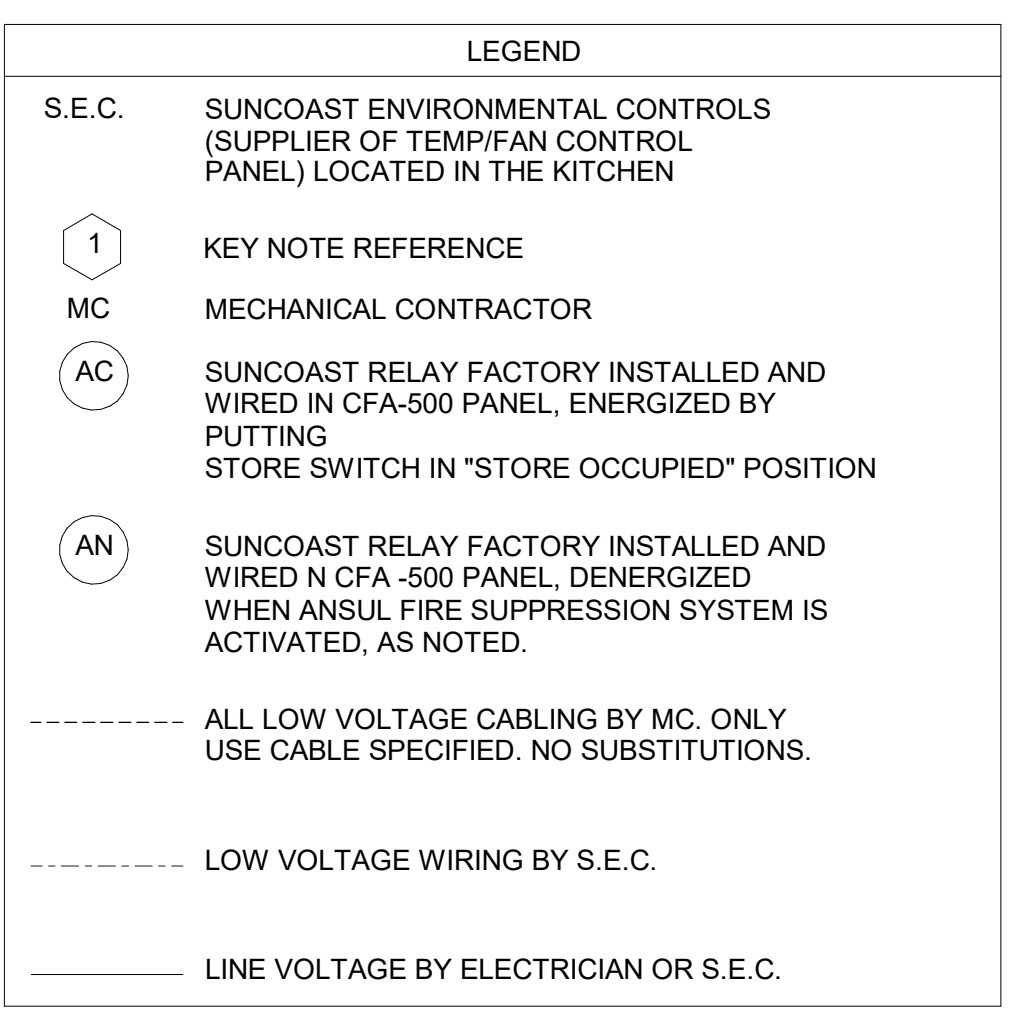 LEGEND
S.E.C. SUNCOAST ENVIRONMENTAL CONTROLS
(SUPPLIER OF TEMP/FAN CONTROL
PANEL) LOCATED IN THE KITCHEN
1 KEY NOTE REFERENCE
MC MECHANICAL CONTRACTOR
AC SUNCOAST RELAY FACTORY INSTALLED AND
WIRED IN CFA-500 PANEL, ENERGIZED BY
PUTTING
STORE SWITCH IN "STORE OCCUPIED" POSITION
AN SUNCOAST RELAY FACTORY INSTALLED AND
WIRED N CFA -500 PANEL, DENERGIZED
WHEN ANSUL FIRE SUPPRESSION SYSTEM IS
ACTIVATED, AS NOTED.
ALL LOW VOLTAGE CABLING BY MC. ONLY
USE CABLE SPECIFIED. NO SUBSTITUTIONS.
LOW VOLTAGE WIRING BY S.E.C.
LINE VOLTAGE BY ELECTRICIAN OR S.E.C.